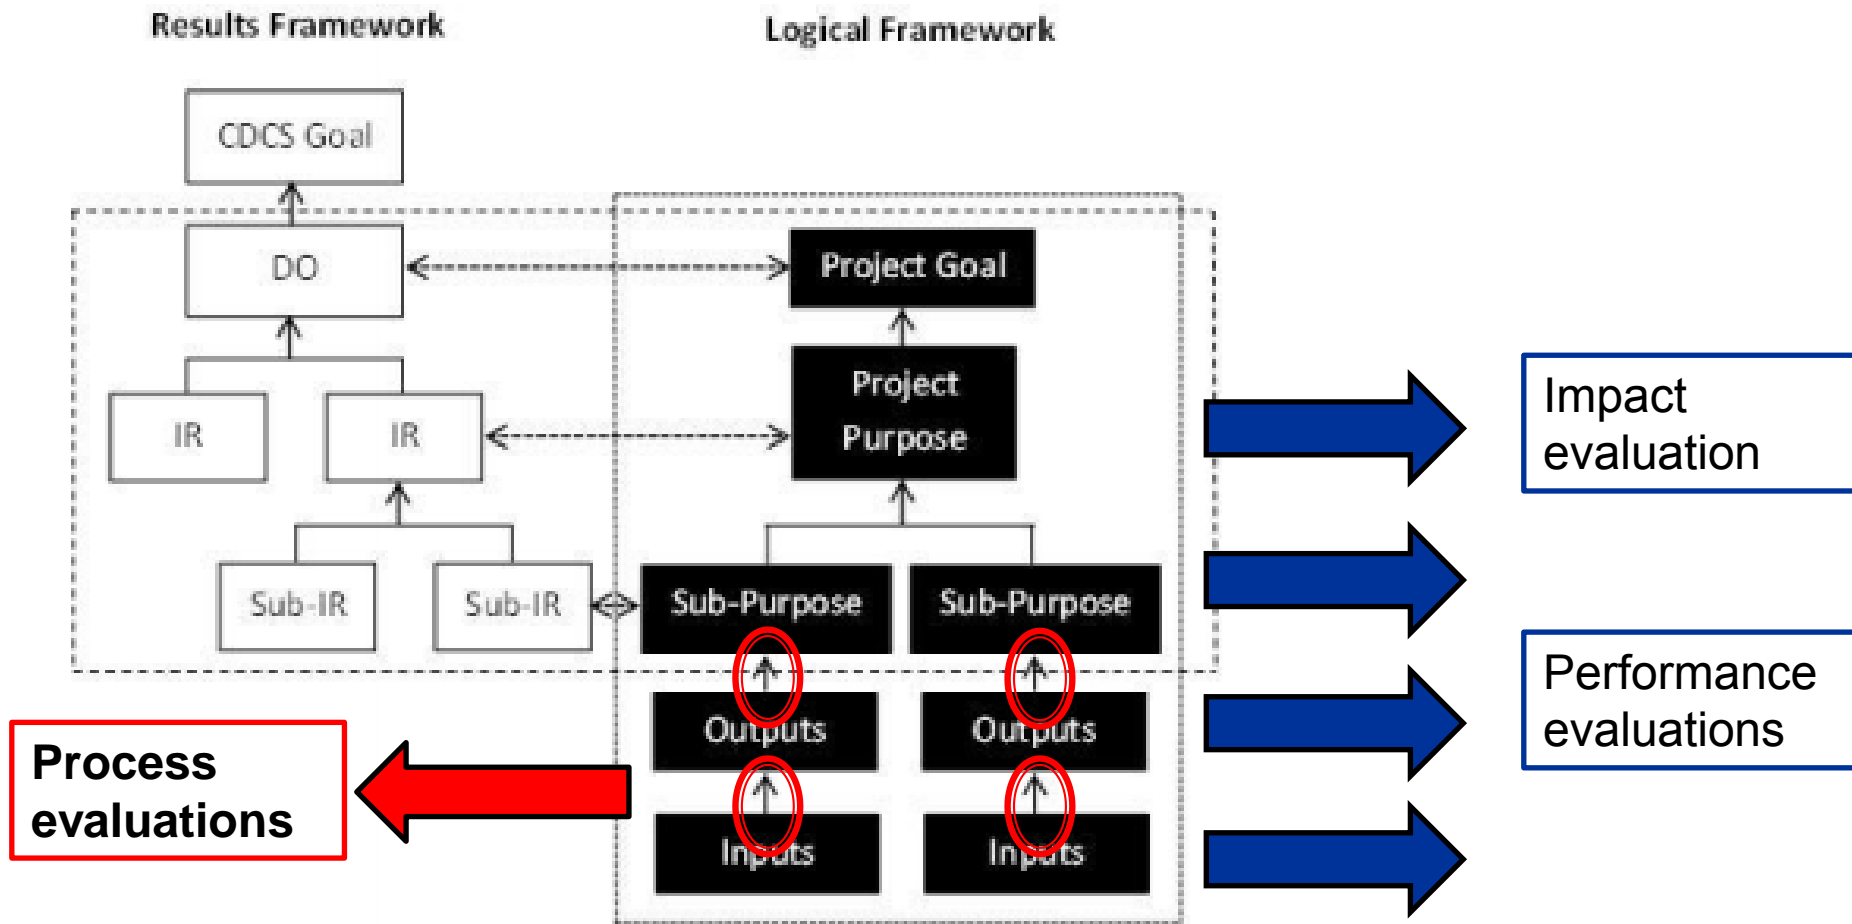 Results Framework
Logical Framework
CDCS Goal
DO
Project Goal
IR
IR
Project
Purpose
Impact
evaluation
Sub-IR
Sub-IR
Sub-Purpose
Sub-Purpose
Outputs
Outputs
Performance
evaluations
Process
evaluations
Inputs
Inputs